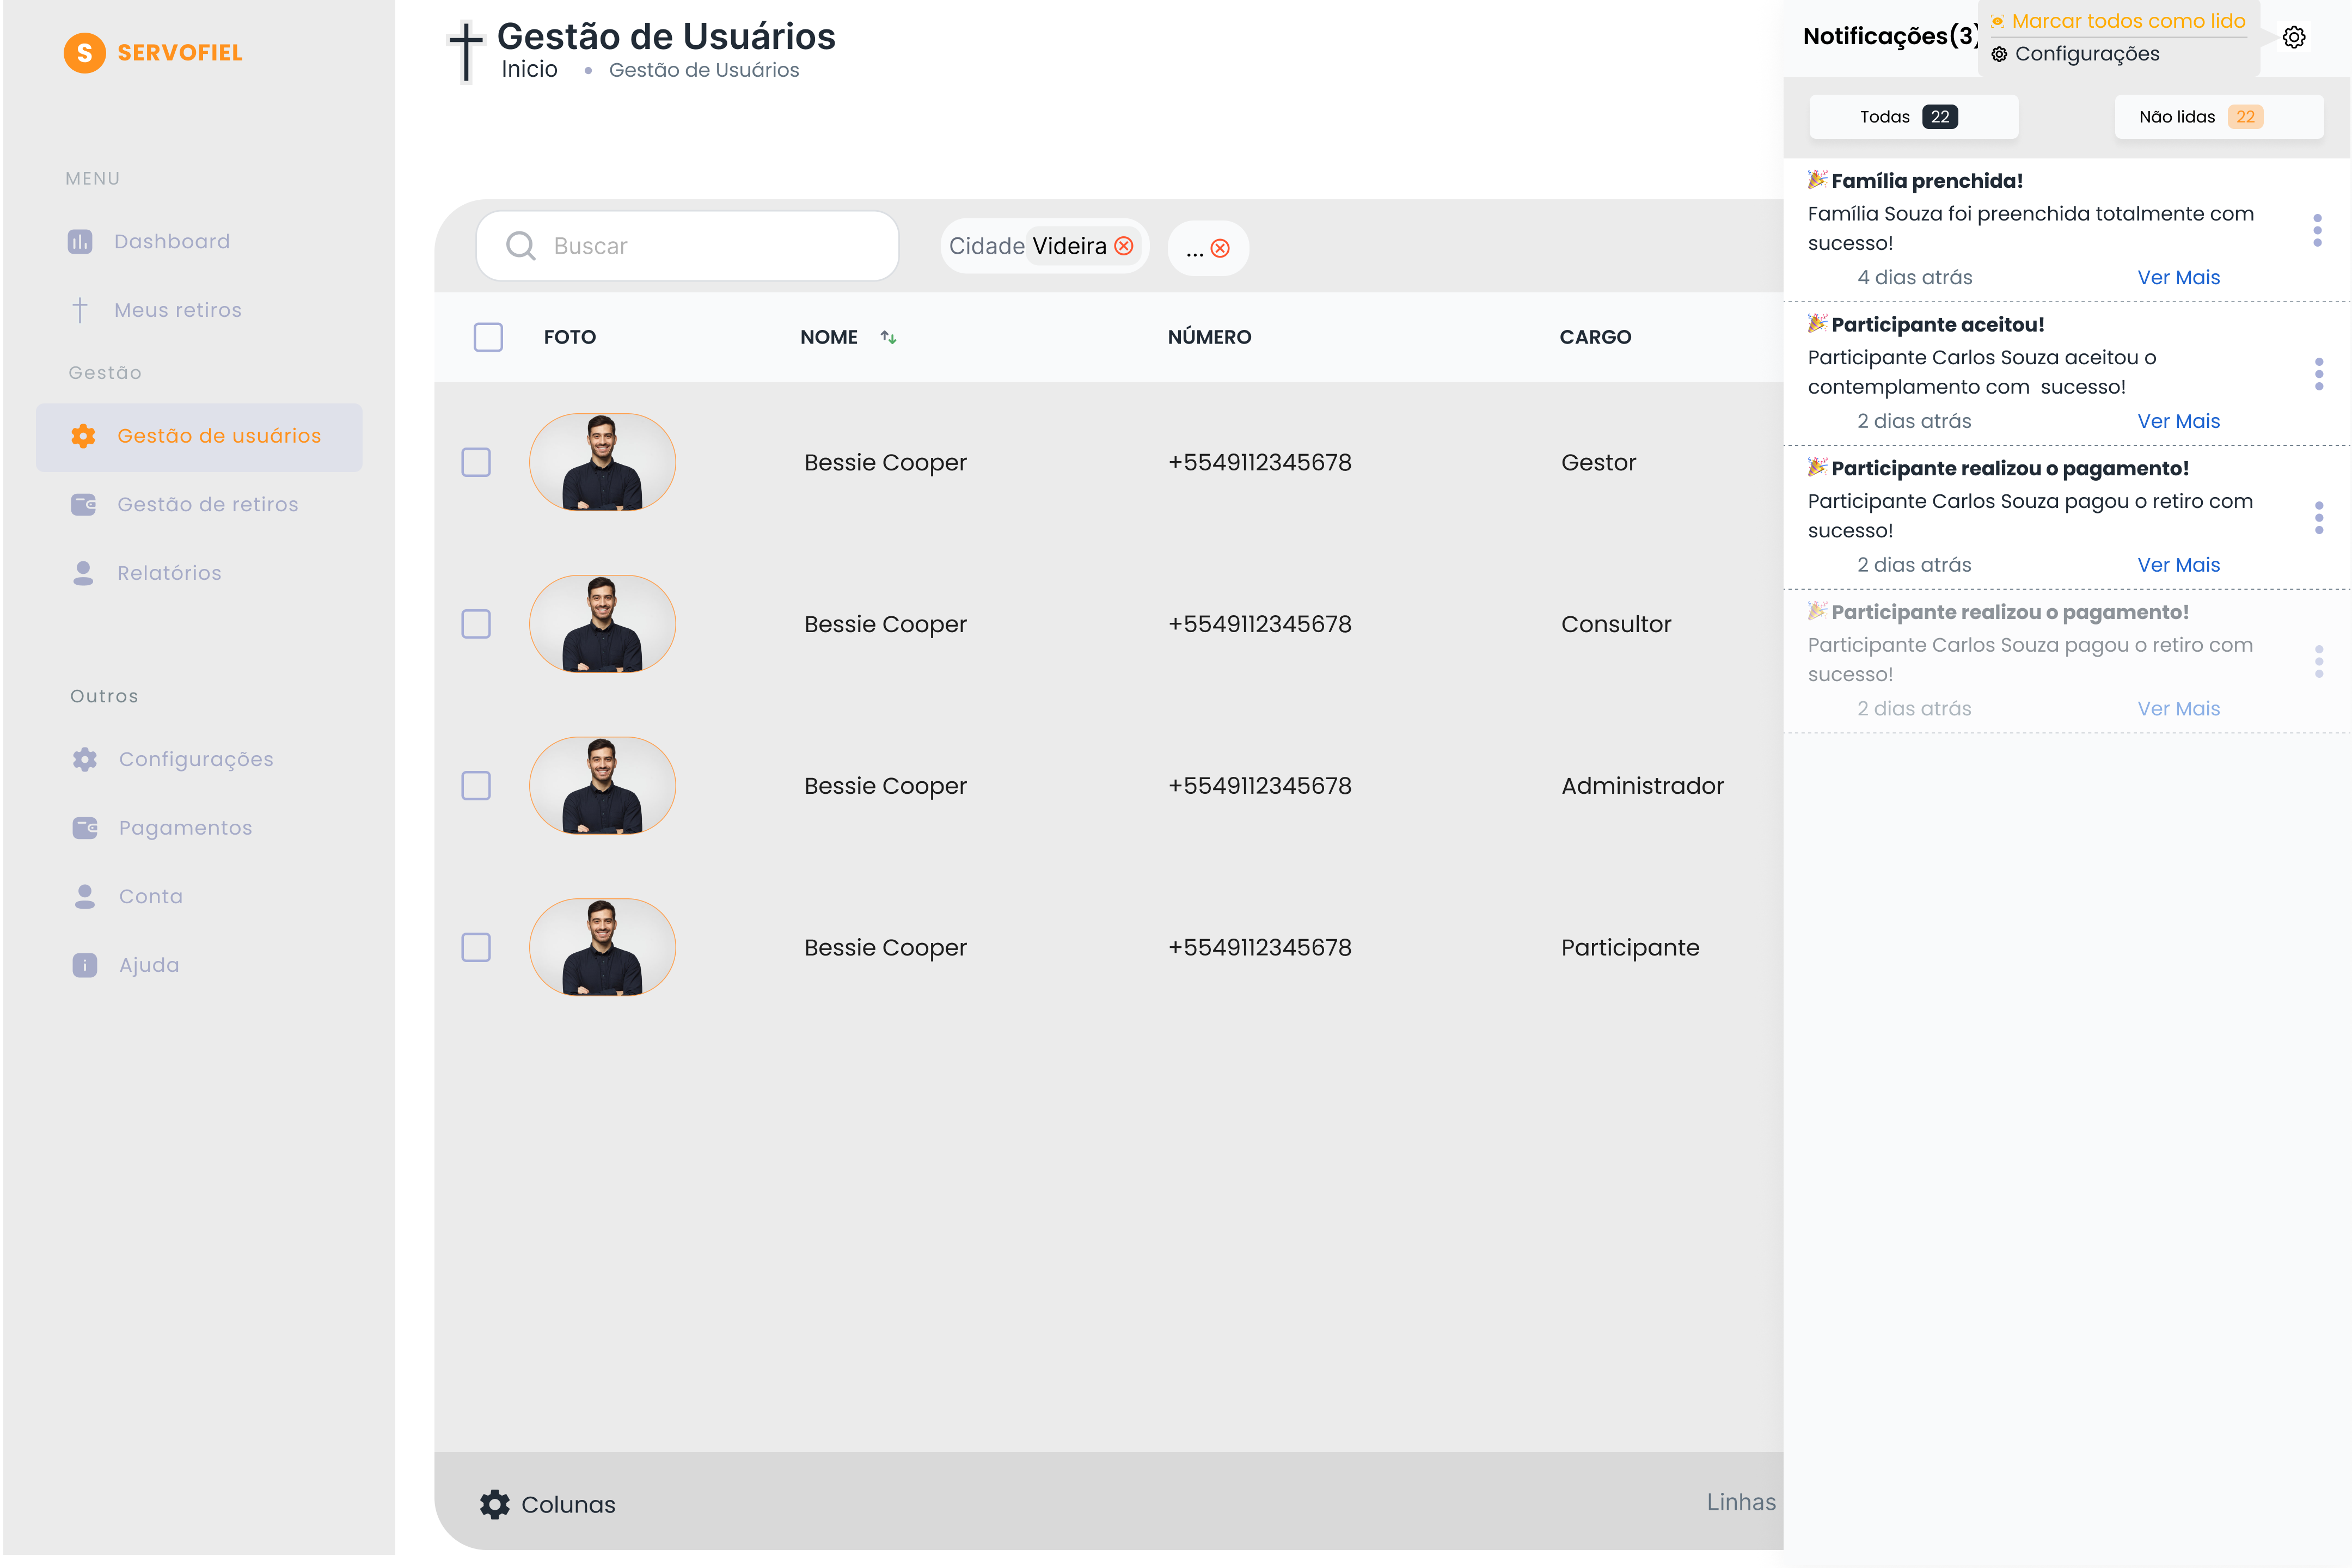 S SERVOFIEL
MENU
Dashboard
Meus retiros
Gestão
Gestão de usuários
Gestão de retiros
Relatórios
Outros
Configurações
Pagamentos
Conta
Ajuda
Gestão de Usuários
Inicio • Gestão de Usuários
Buscar
Cidade Videira
...
FOTO NOME NÚMERO CARGO
Bessie Cooper +5549112345678 Gestor
Bessie Cooper +5549112345678 Consultor
Bessie Cooper +5549112345678 Administrador
Bessie Cooper +5549112345678 Participante
Colunas
Linhas
Notificações(3)
Marcar todos como lido
Configurações
Todas 22
Não lidas 22
🎉 Família prenchida!
Família Souza foi preenchida totalmente com
sucesso!
4 dias atrás Ver Mais
🎉 Participante aceitou!
Participante Carlos Souza aceitou o
contemplamento com  sucesso!
2 dias atrás Ver Mais
🎉 Participante realizou o pagamento!
Participante Carlos Souza pagou o retiro com
sucesso!
2 dias atrás Ver Mais
🎉 Participante realizou o pagamento!
Participante Carlos Souza pagou o retiro com
sucesso!
2 dias atrás Ver Mais